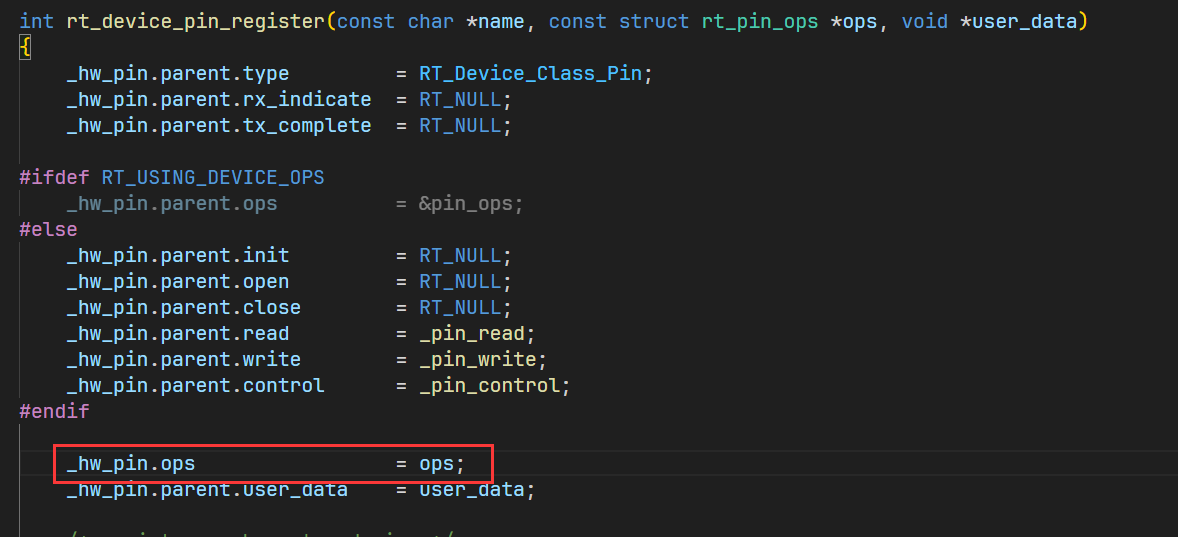 int rt_device_pin_register(const char *name, const struct rt_pin_ops *ops, void *user_data)
{
    _hw_pin.parent.type         = RT_Device_Class_Pin;
    _hw_pin.parent.rx_indicate  = RT_NULL;
    _hw_pin.parent.tx_complete  = RT_NULL;
#ifdef RT_USING_DEVICE_OPS
    _hw_pin.parent.ops          = &pin_ops;
#else
    _hw_pin.parent.init         = RT_NULL;
    _hw_pin.parent.open         = RT_NULL;
    _hw_pin.parent.close        = RT_NULL;
    _hw_pin.parent.read         = _pin_read;
    _hw_pin.parent.write        = _pin_write;
    _hw_pin.parent.control      = _pin_control;
#endif
    _hw_pin.ops                 = ops;
    _hw_pin.parent.user_data    = user_data;